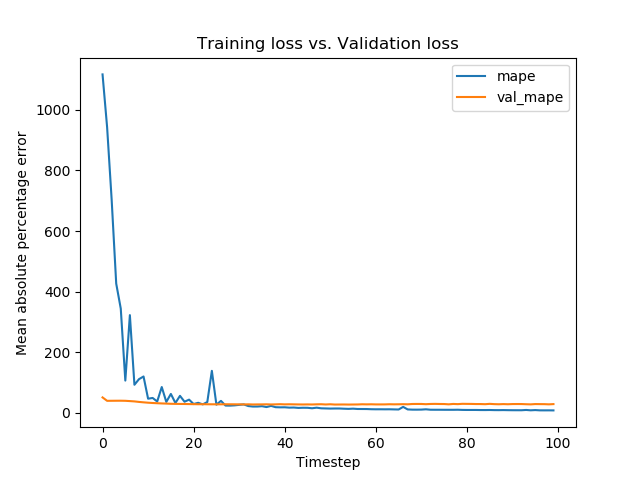 Training loss vs. Validation loss
mape
val_mape
Mean absolute percentage error
1000
800
600
400
200
0
0 20 40 60 80 100
Timestep